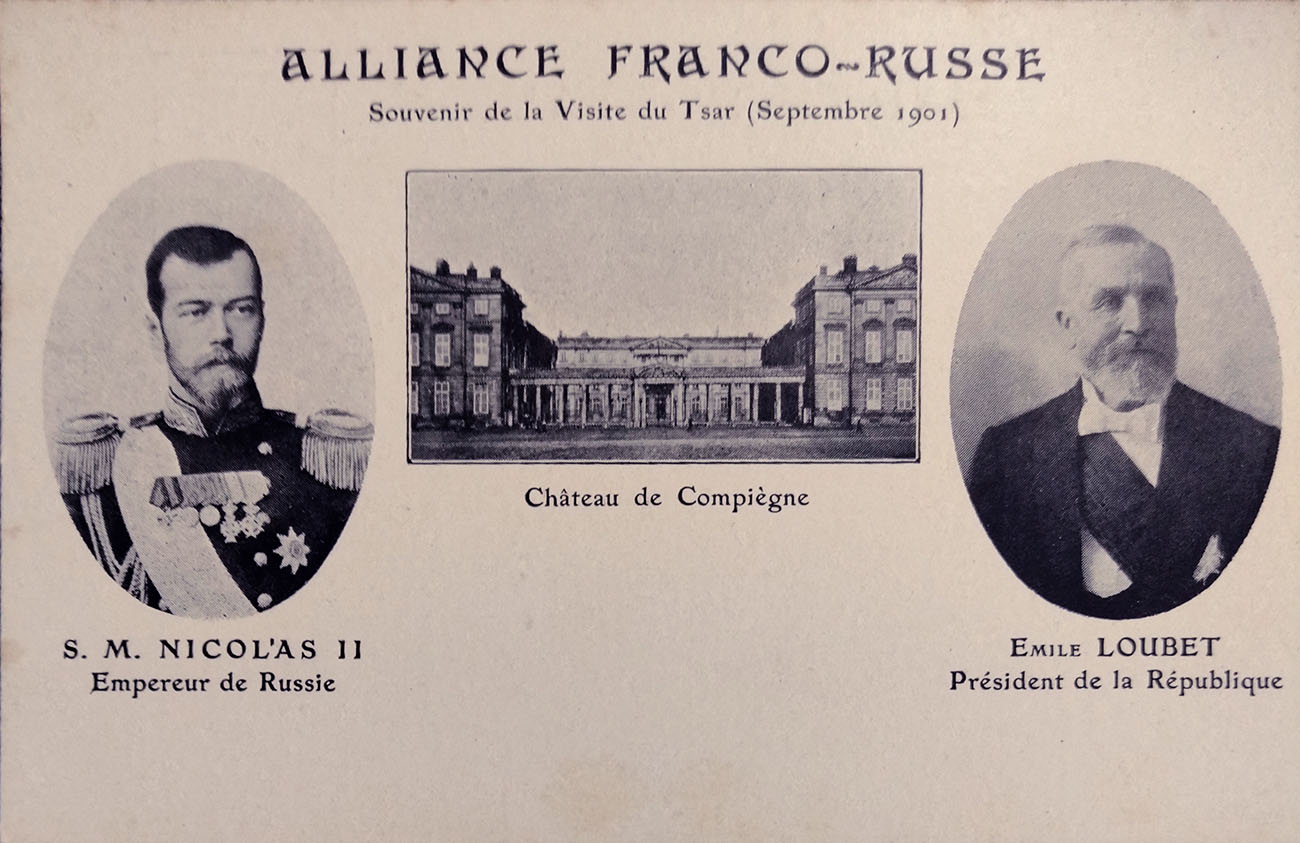 ALLIANCE FRANCO~RUSSE
Souvenir de la Visite du Tsar (Septembre 1901)
Château de Compiègne
S. M. NICOL'AS II
Empereur de Russie
EMILE LOUBET
Président de la République